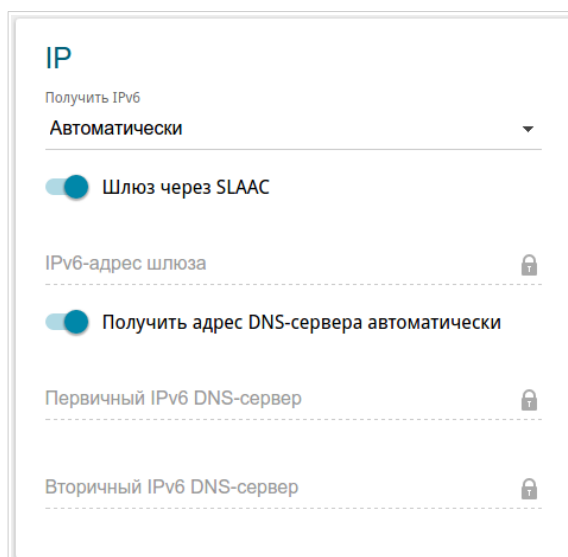 IP
Получить IPv6
Автоматически
Шлюз через SLAAC
IPv6-адрес шлюза
Получить адрес DNS-сервера автоматически
Первичный IPv6 DNS-сервер
Вторичный IPv6 DNS-сервер